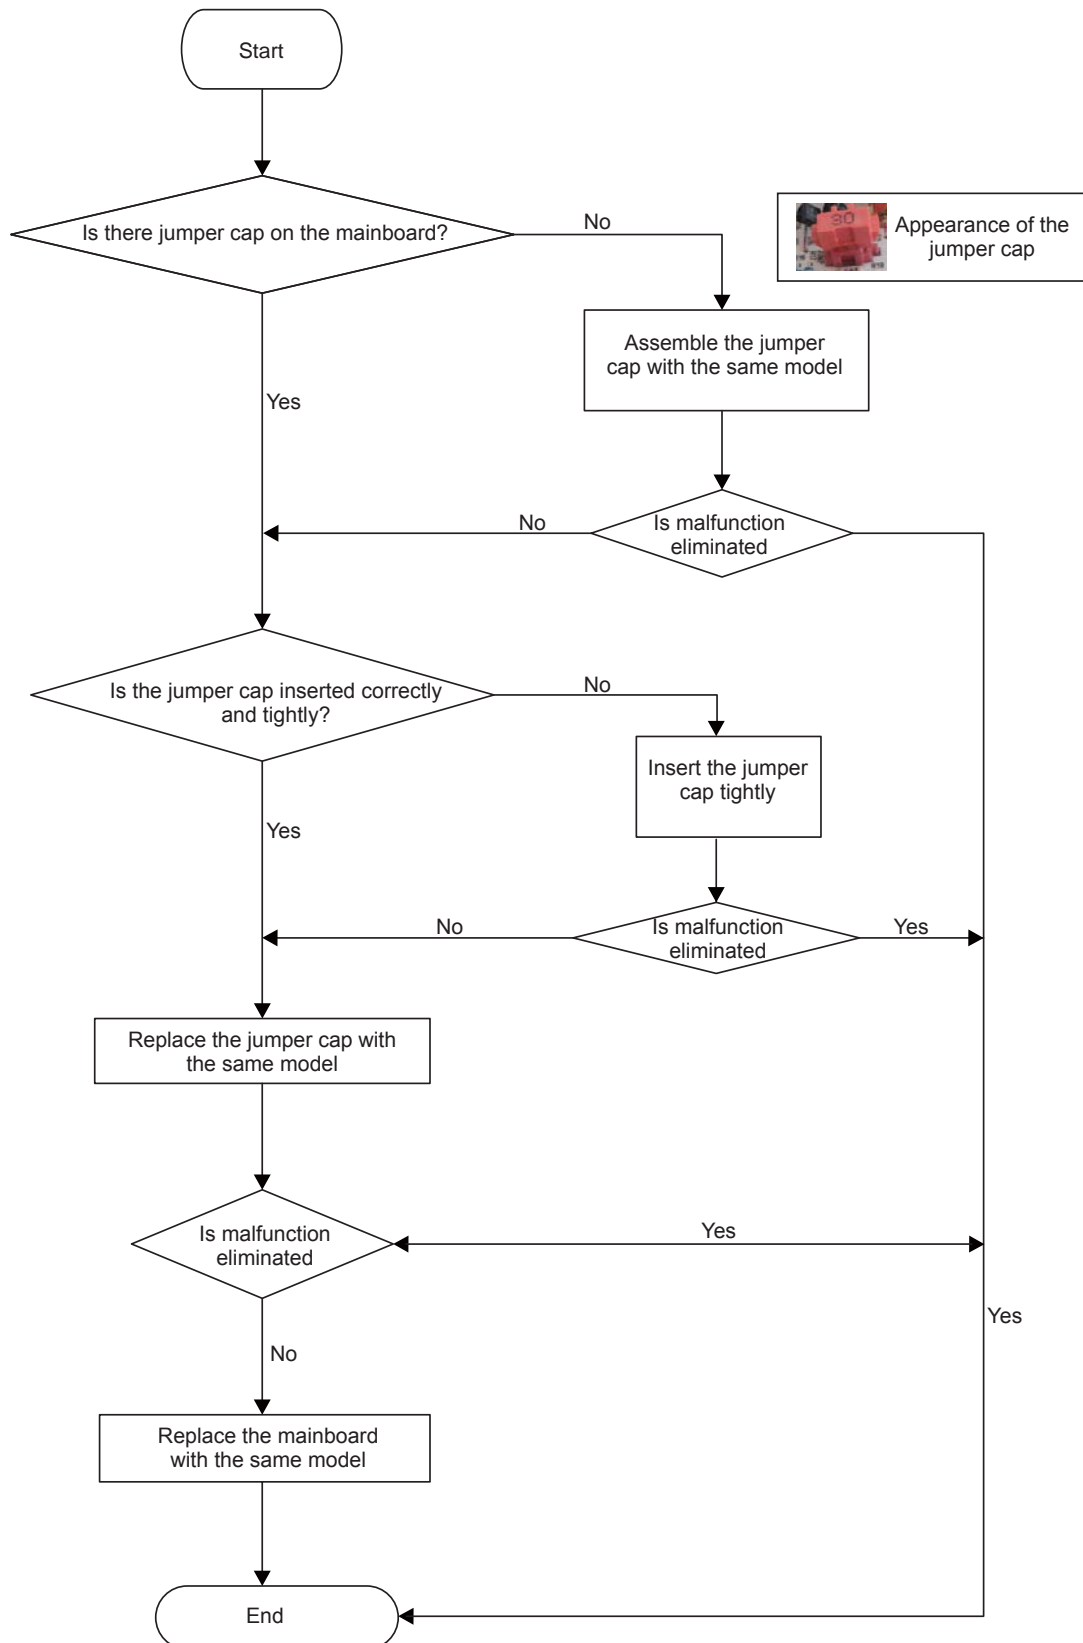 Start
Is there jumper cap on the mainboard?
No
30
Appearance of the
jumper cap
Assemble the jumper
cap with the same model
Yes
No
Is malfunction
eliminated
Is the jumper cap inserted correctly
and tightly?
No
Insert the jumper
cap tightly
Yes
No
Is malfunction
eliminated
Yes
Replace the jumper cap with
the same model
Is malfunction
eliminated
Yes
Yes
No
Replace the mainboard
with the same model
End